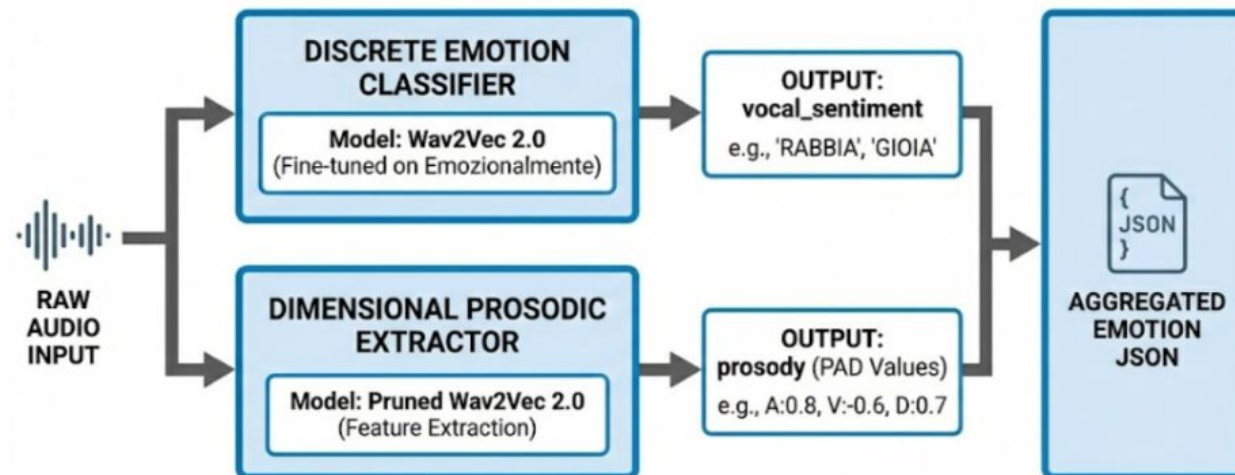 RAW
AUDIO
INPUT
DISCRETE EMOTION
CLASSIFIER
Model: Wav2Vec 2.0
(Fine-tuned on Emozionalmente)
OUTPUT:
vocal_sentiment
e.g., 'RABBIA', 'GIOIA'
DIMENSIONAL PROSODIC
EXTRACTOR
Model: Pruned Wav2Vec 2.0
(Feature Extraction)
OUTPUT:
prosody (PAD Values)
e.g., A:0.8, V:-0.6, D:0.7
{
JSON
}
AGGREGATED
EMOTION
JSON